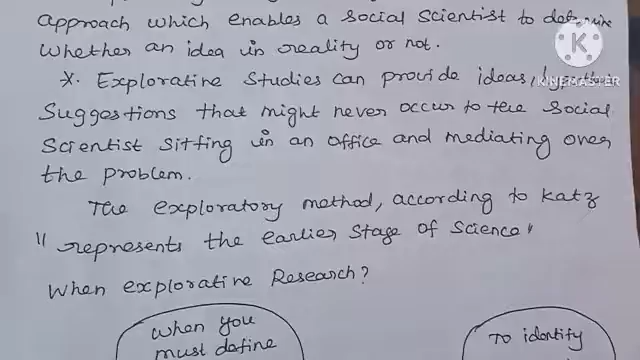 approach which enables a social scientist to
whether an idea in reality or not.
*. Explorative Studies can provide ideas,
Suggestions that might never occur to the social
Scientist sitting in an office and mediating over
the problem.
The exploratory method, according to Katz
"represents the earlier stage of science"
When explorative Research?
when you
must define
To identify
K
KINEMASTER